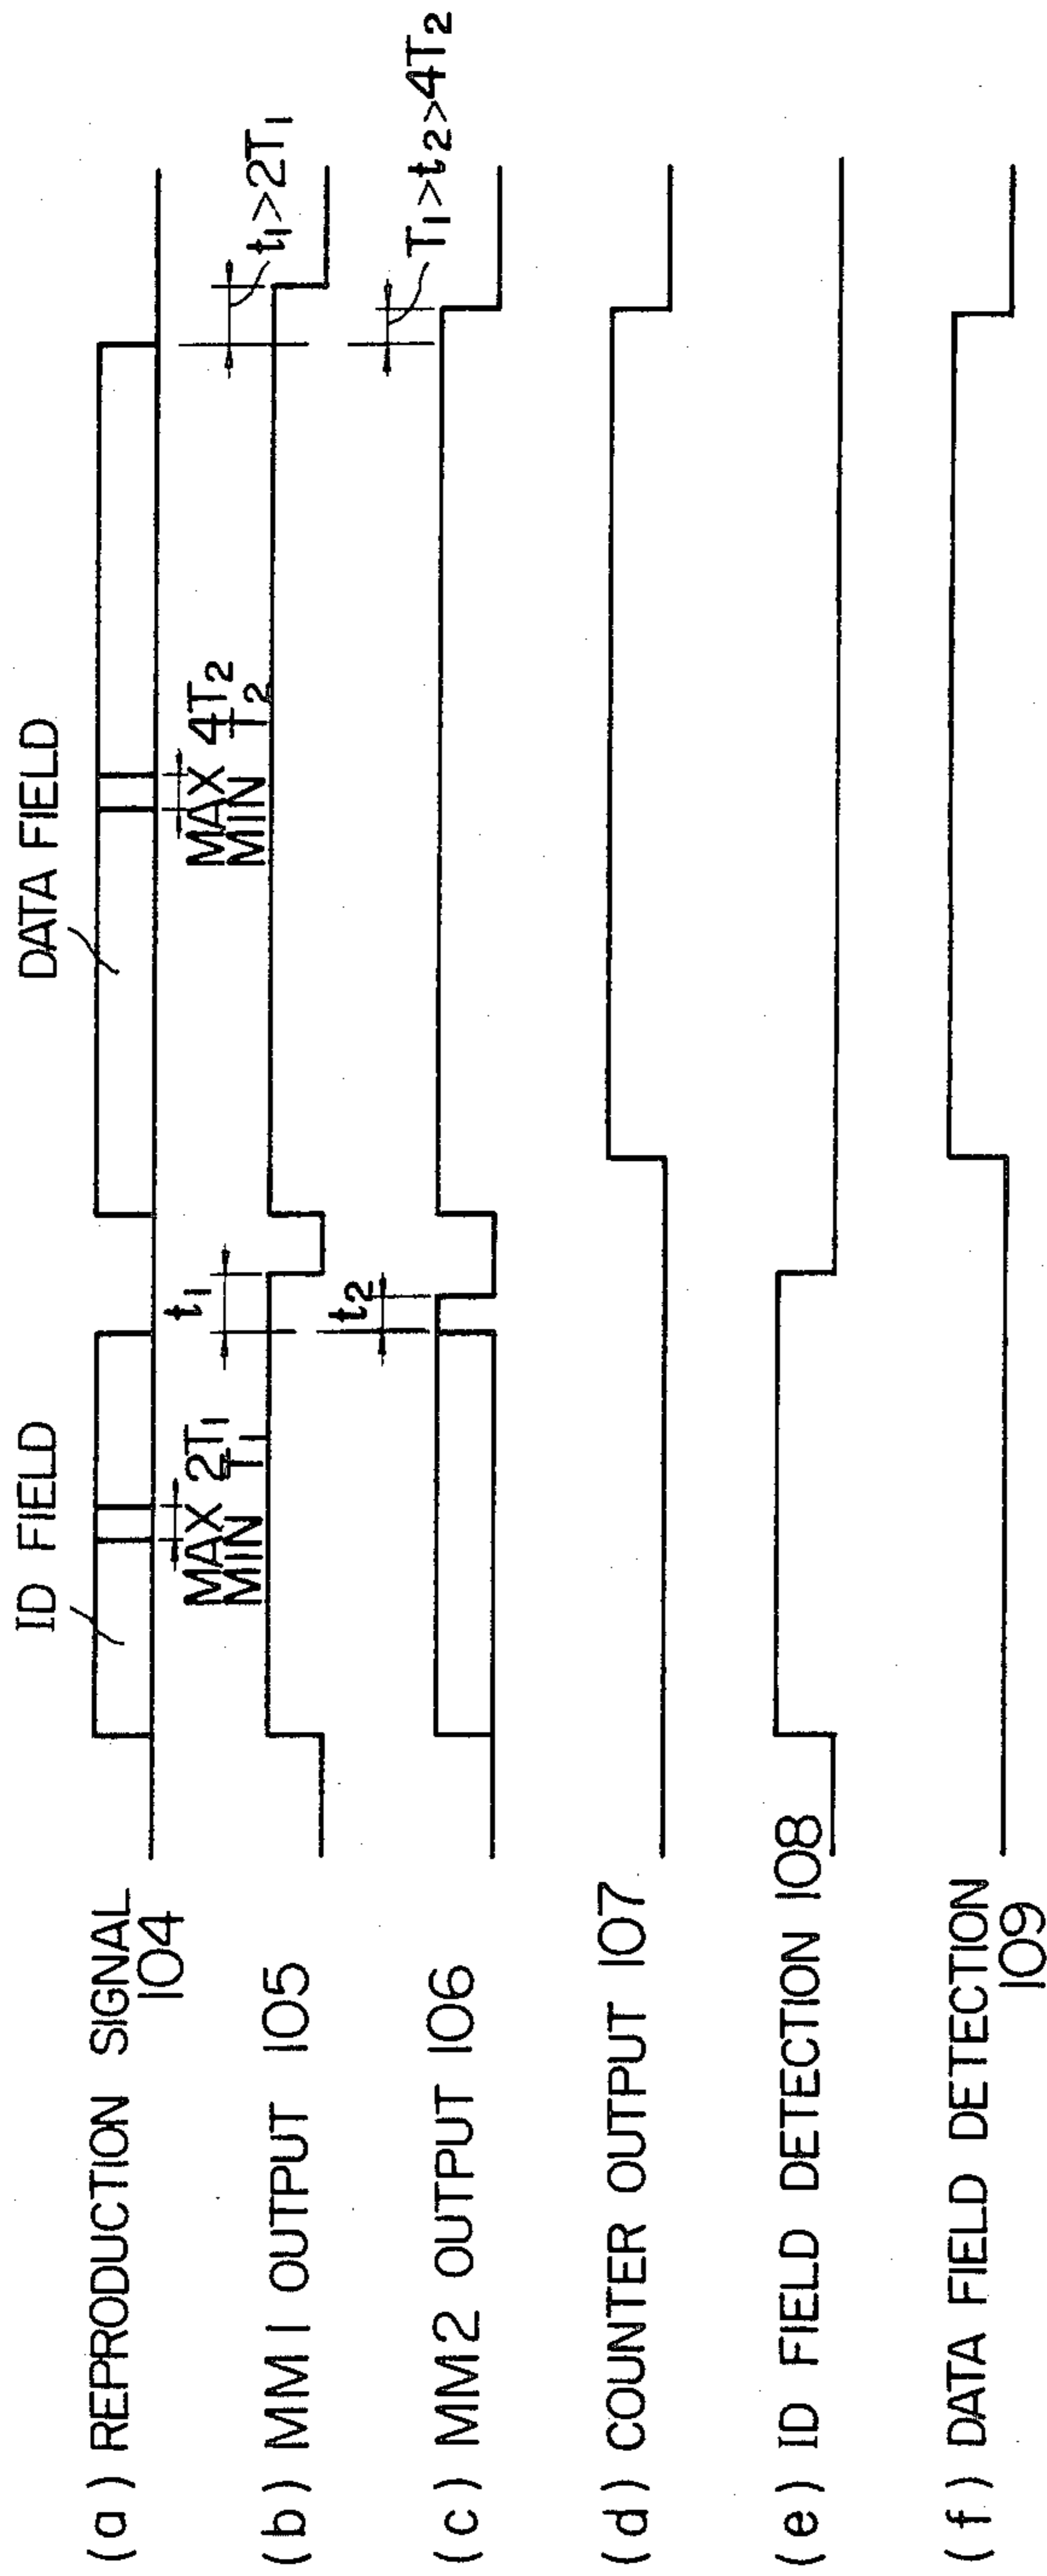 ID FIELD
DATA FIELD
(a) REPRODUCTION SIGNAL
104
MAX 2T1
MIN T1
MAX 4T2
MIN T2
t1
t1>2T1
(b) MM1 OUTPUT 105
t2
T1>t2>4T2
(c) MM2 OUTPUT 106
(d) COUNTER OUTPUT 107
(e) ID FIELD DETECTION 108
(f) DATA FIELD DETECTION
109